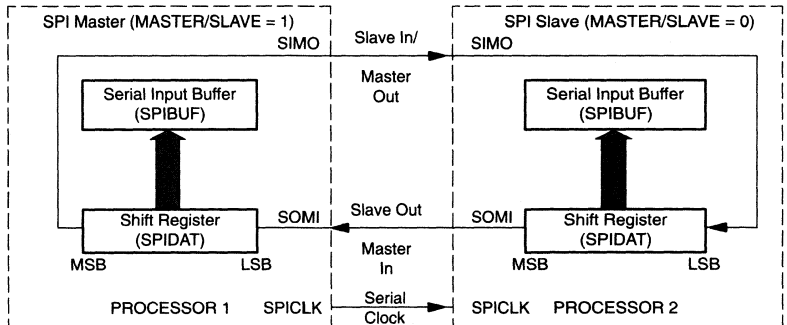 SPI Master (MASTER/SLAVE = 1)
SPI Slave (MASTER/SLAVE = 0)
SIMO
Slave In/
Master
Out
SIMO
Serial Input Buffer
(SPIBUF)
Serial Input Buffer
(SPIBUF)
Shift Register
(SPIDAT)
SOMI
Slave Out
Master
In
SOMI
Shift Register
(SPIDAT)
MSB
LSB
MSB
LSB
PROCESSOR 1
SPICLK
Serial
Clock
SPICLK
PROCESSOR 2